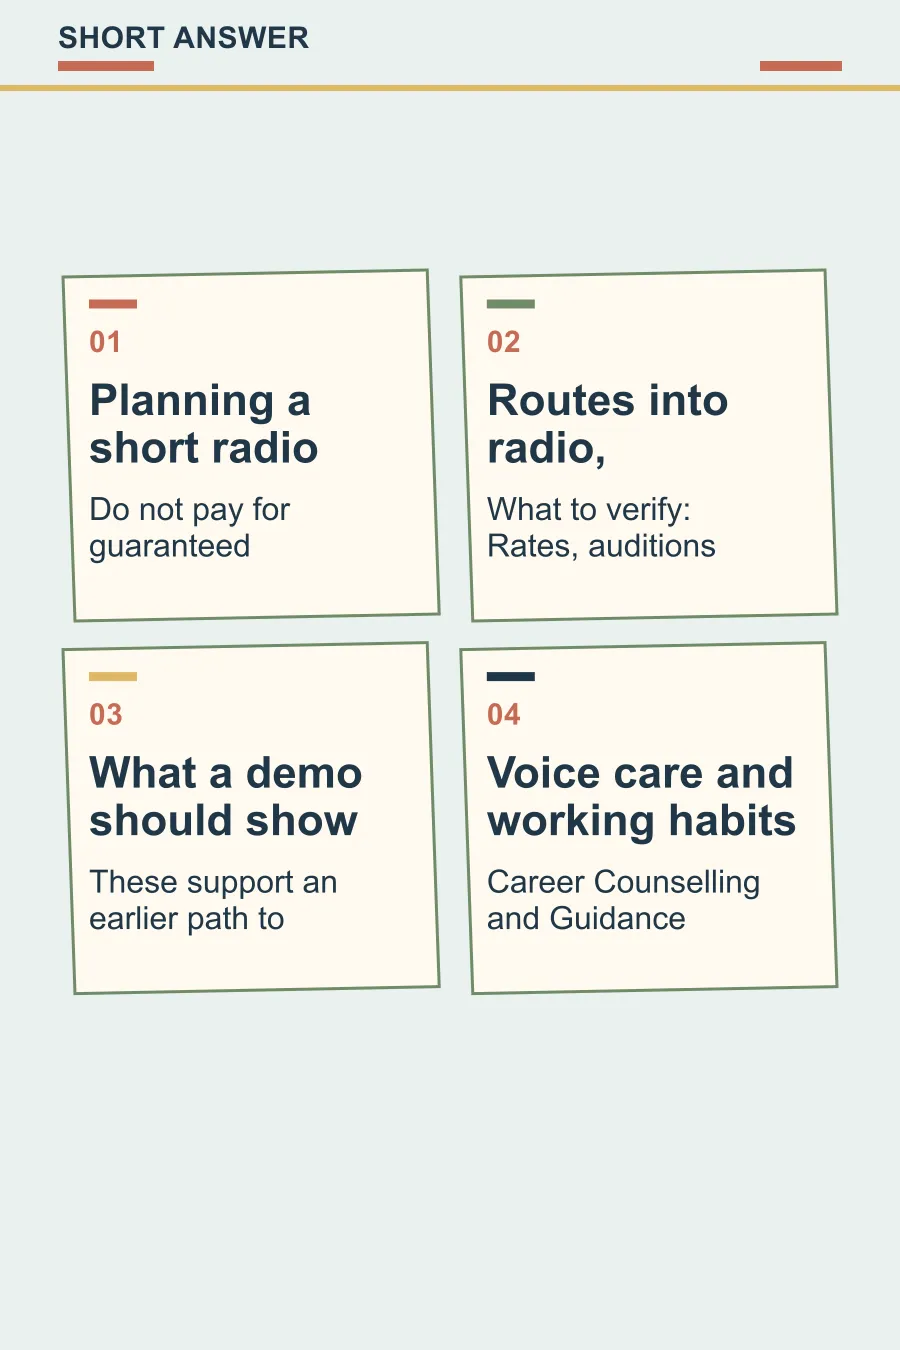 SHORT ANSWER
01
Planning a
short radio
Do not pay for
guaranteed
02
Routes into
radio,
What to verify:
Rates, auditions
03
What a demo
should show
These support an
earlier path to
04
Voice care and
working habits
Career Counselling
and Guidance